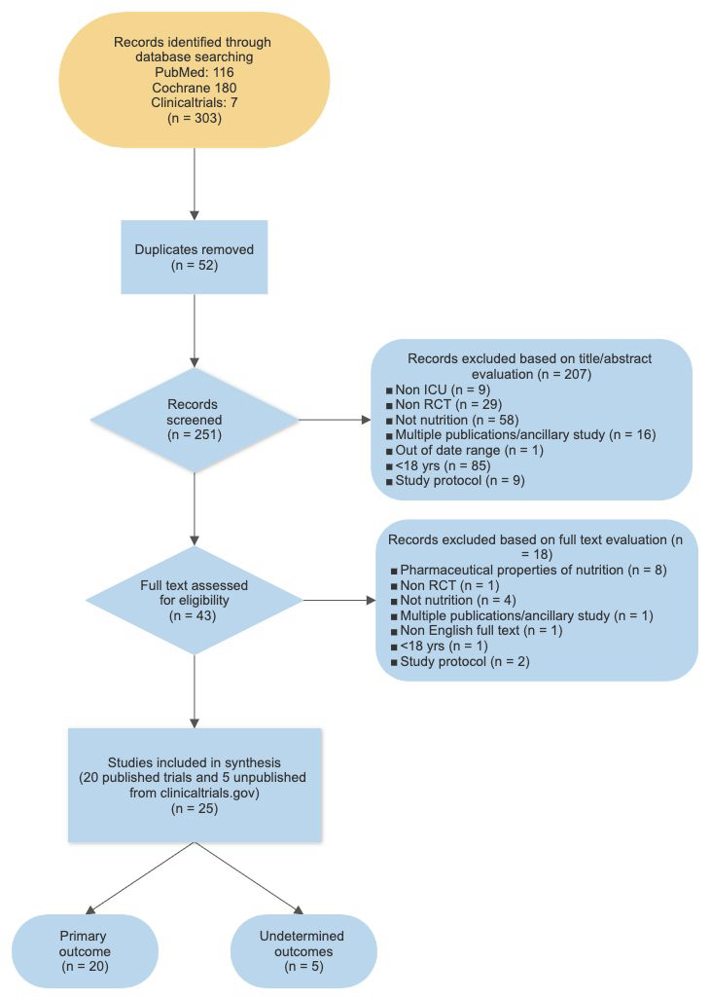 Records identified through
database searching
PubMed: 116
Cochrane 180
Clinicaltrials: 7
(n = 303)
Duplicates removed
(n = 52)
Records
screened
(n = 251)
Records excluded based on title/abstract
evaluation (n = 207)
■ Non ICU (n = 9)
■ Non RCT (n = 29)
■ Not nutrition (n = 58)
■ Multiple publications/ancillary study (n = 16)
■ Out of date range (n = 1)
■ <18 yrs (n = 85)
■ Study protocol (n = 9)
Full text assessed
for eligibility
(n = 43)
Records excluded based on full text evaluation (n
= 18)
■ Pharmaceutical properties of nutrition (n = 8)
■ Non RCT (n = 1)
■ Not nutrition (n = 4)
■ Multiple publications/ancillary study (n = 1)
■ Non English full text (n = 1)
■ <18 yrs (n = 1)
■ Study protocol (n = 2)
Studies included in synthesis
(20 published trials and 5 unpublished
from clinicaltrials.gov)
(n = 25)
Primary
outcome
(n = 20)
Undetermined
outcomes
(n = 5)